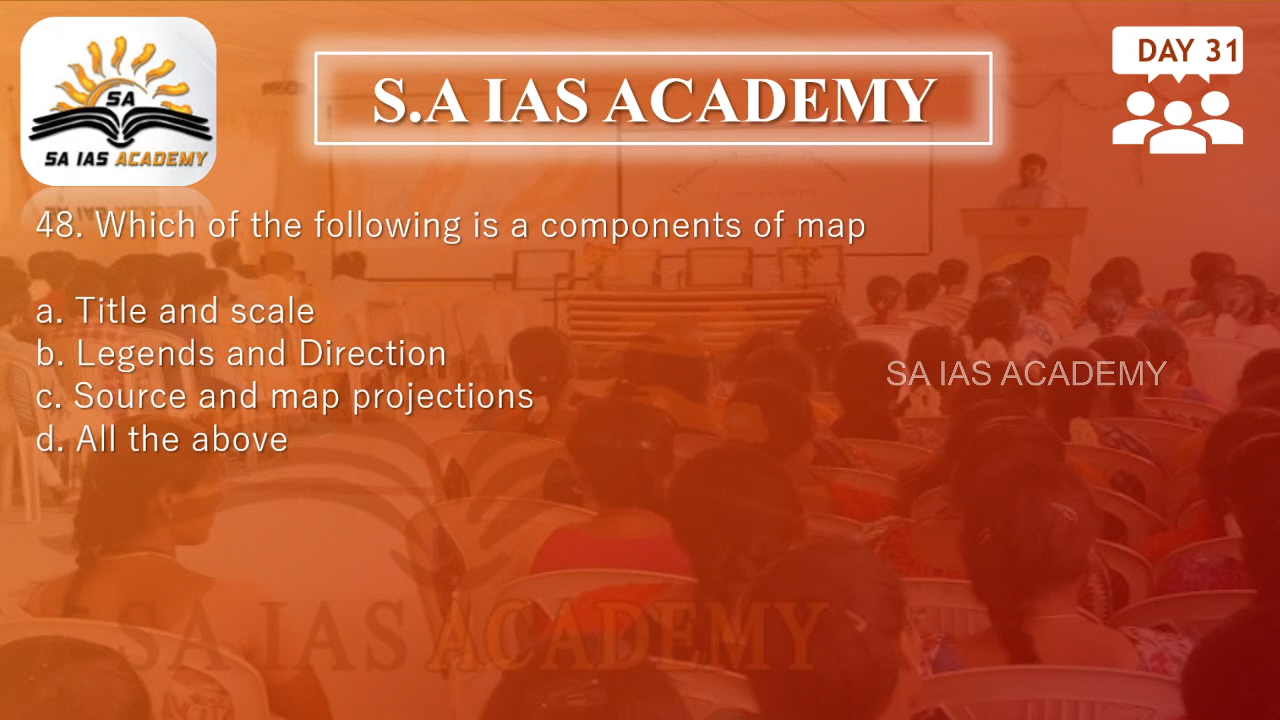 SA
SA IAS ACADEMY
S.A IAS ACADEMY
DAY 31
48. Which of the following is a components of map
a. Title and scale
b. Legends and Direction
c. Source and map projections
d. All the above
SA IAS ACADEMY
SA IAS ACADEMY